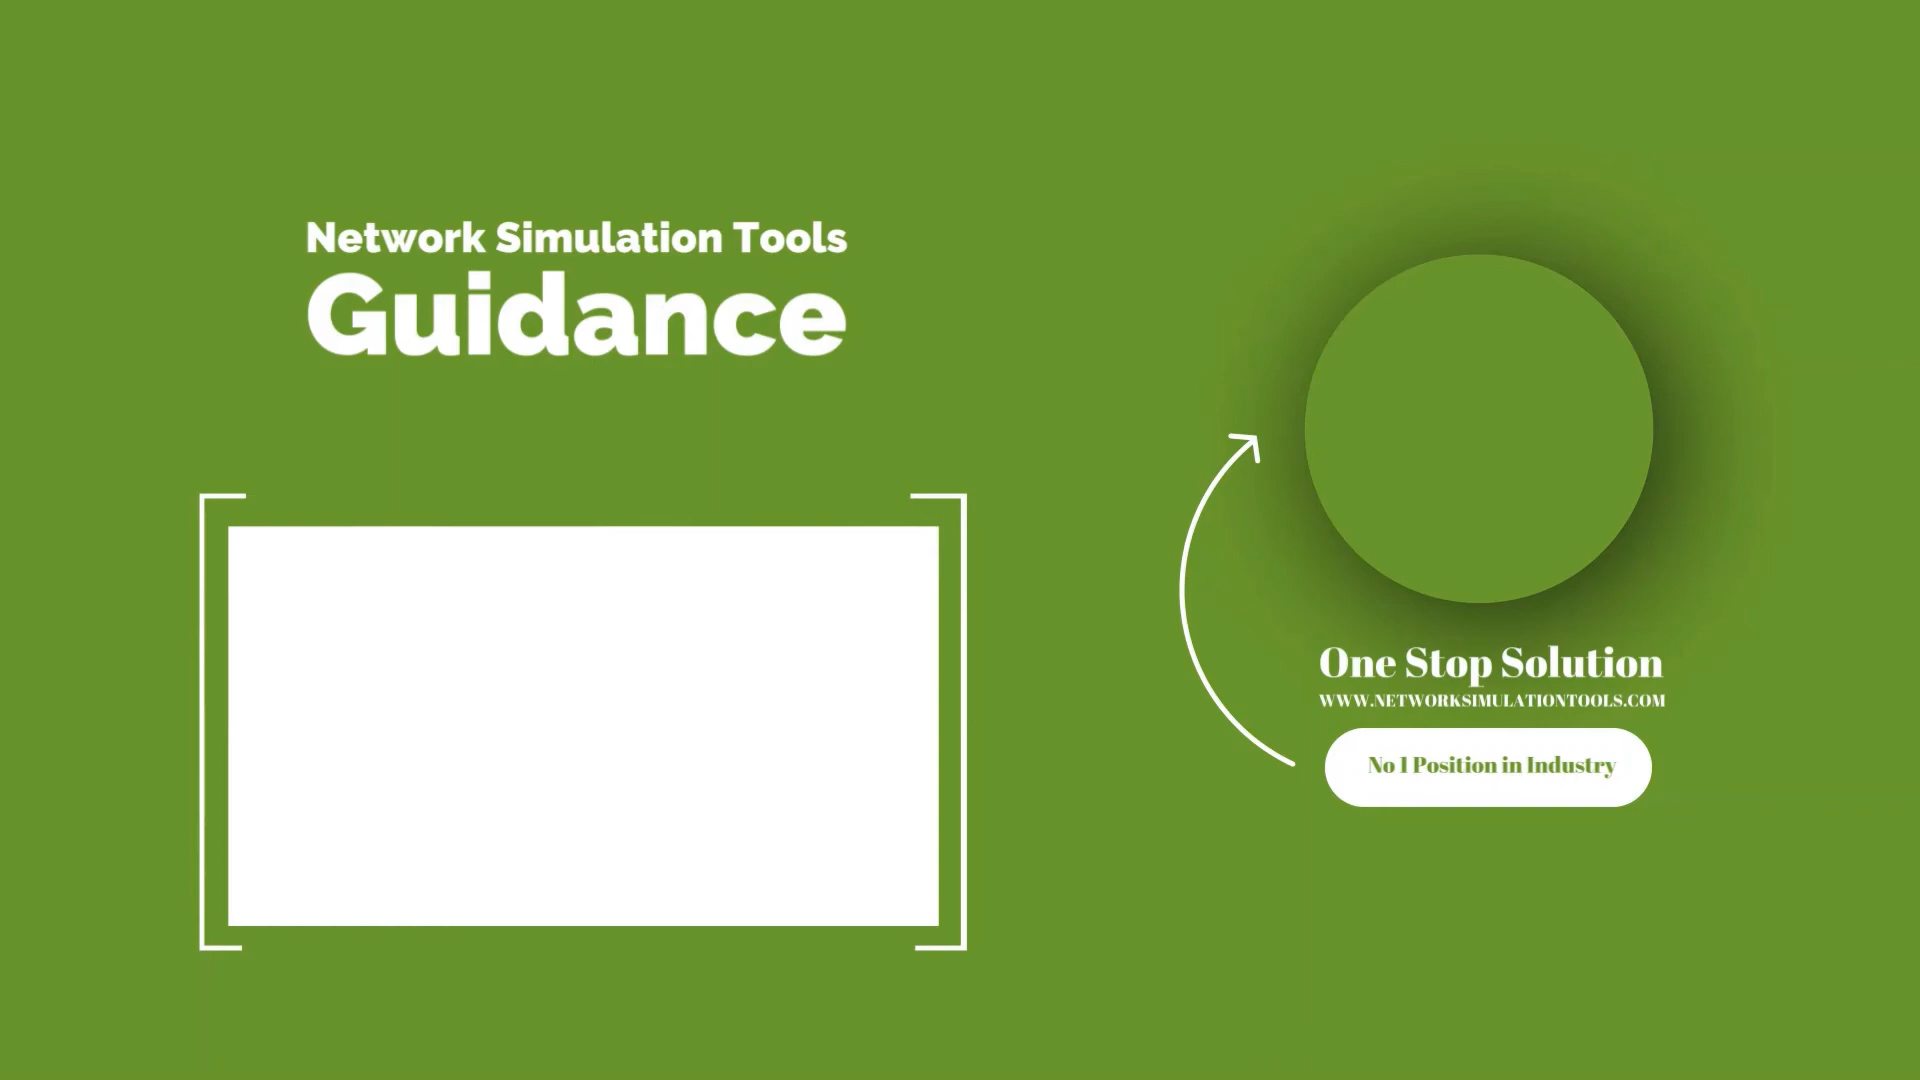 Network Simulation Tools
Guidance
One Stop Solution
WWW.NETWORKSIMULATIONTOOLS.COM
No 1 Position in Industry